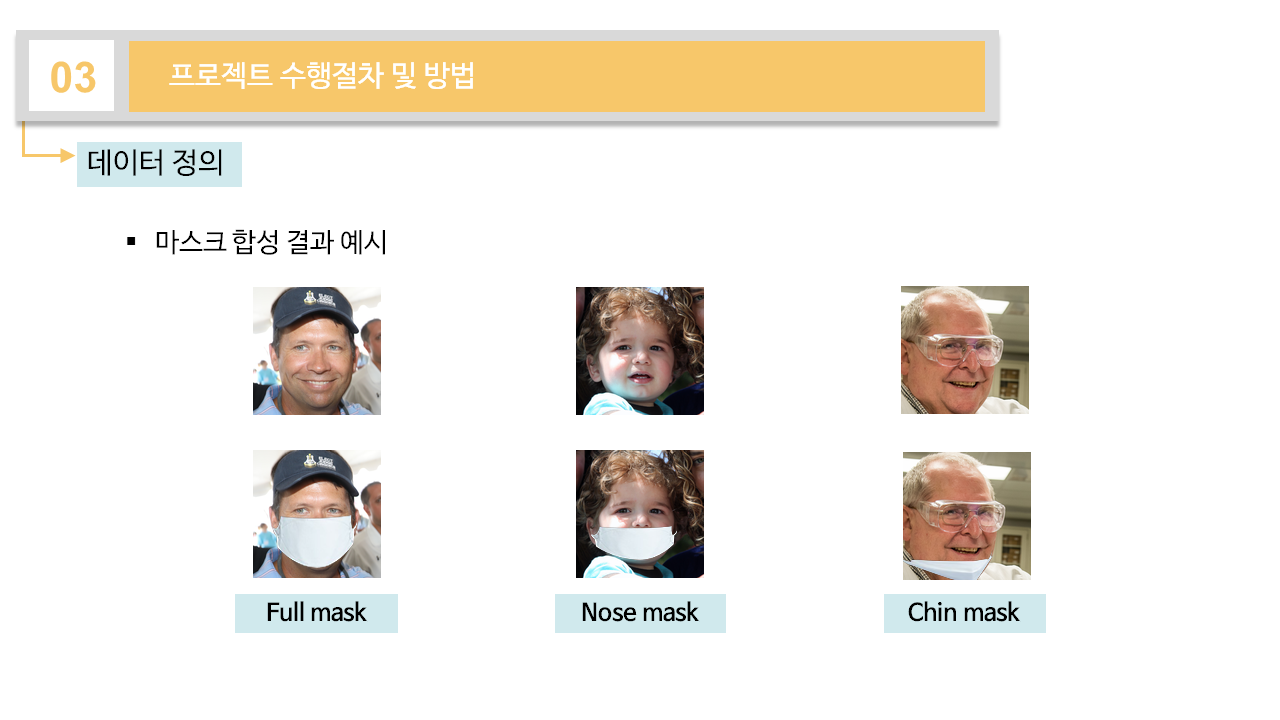 03
프로젝트 수행절차 및 방법
데이터 정의
▪ 마스크 합성 결과 예시
Full mask
Nose mask
Chin mask